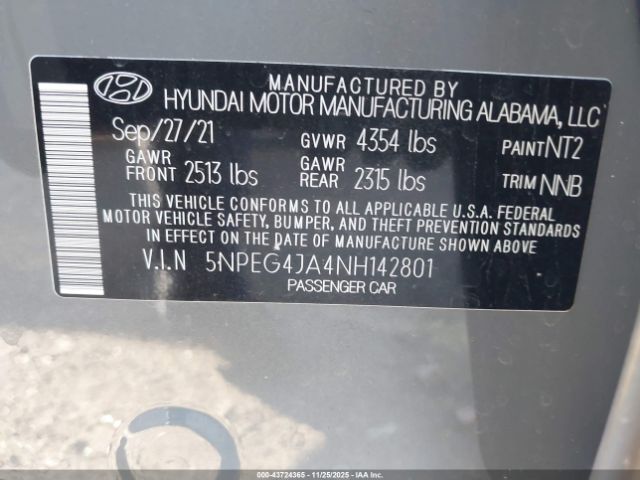 MANUFACTURED BY
HYUNDAI MOTOR MANUFACTURING ALABAMA, LLC
Sep/27/21 GVWR 4354 lbs PAINT NT2
GAWR FRONT 2513 lbs GAWR REAR 2315 lbs TRIM NNB
THIS VEHICLE CONFORMS TO ALL APPLICABLE U.S.A. FEDERAL
MOTOR VEHICLE SAFETY, BUMPER, AND THEFT PREVENTION STANDARDS
IN EFFECT ON THE DATE OF MANUFACTURE SHOWN ABOVE.
V.I.N 5NPEG4JA4NH142801
PASSENGER CAR
000-43724365 - 11/25/2025 - IAAI.COM